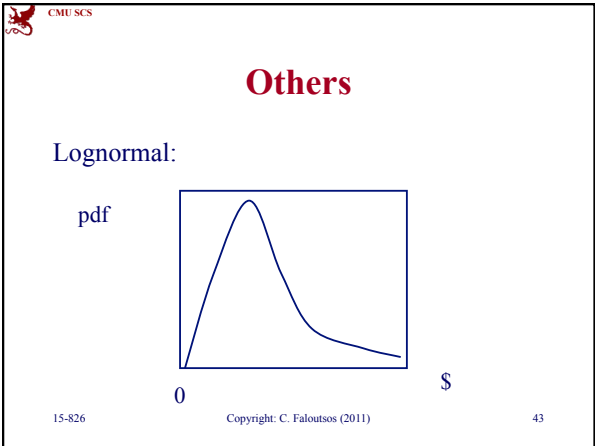 CMU SCS
Others
Lognormal:
pdf
0
$
15-826
Copyright: C. Faloutsos (2011)
43